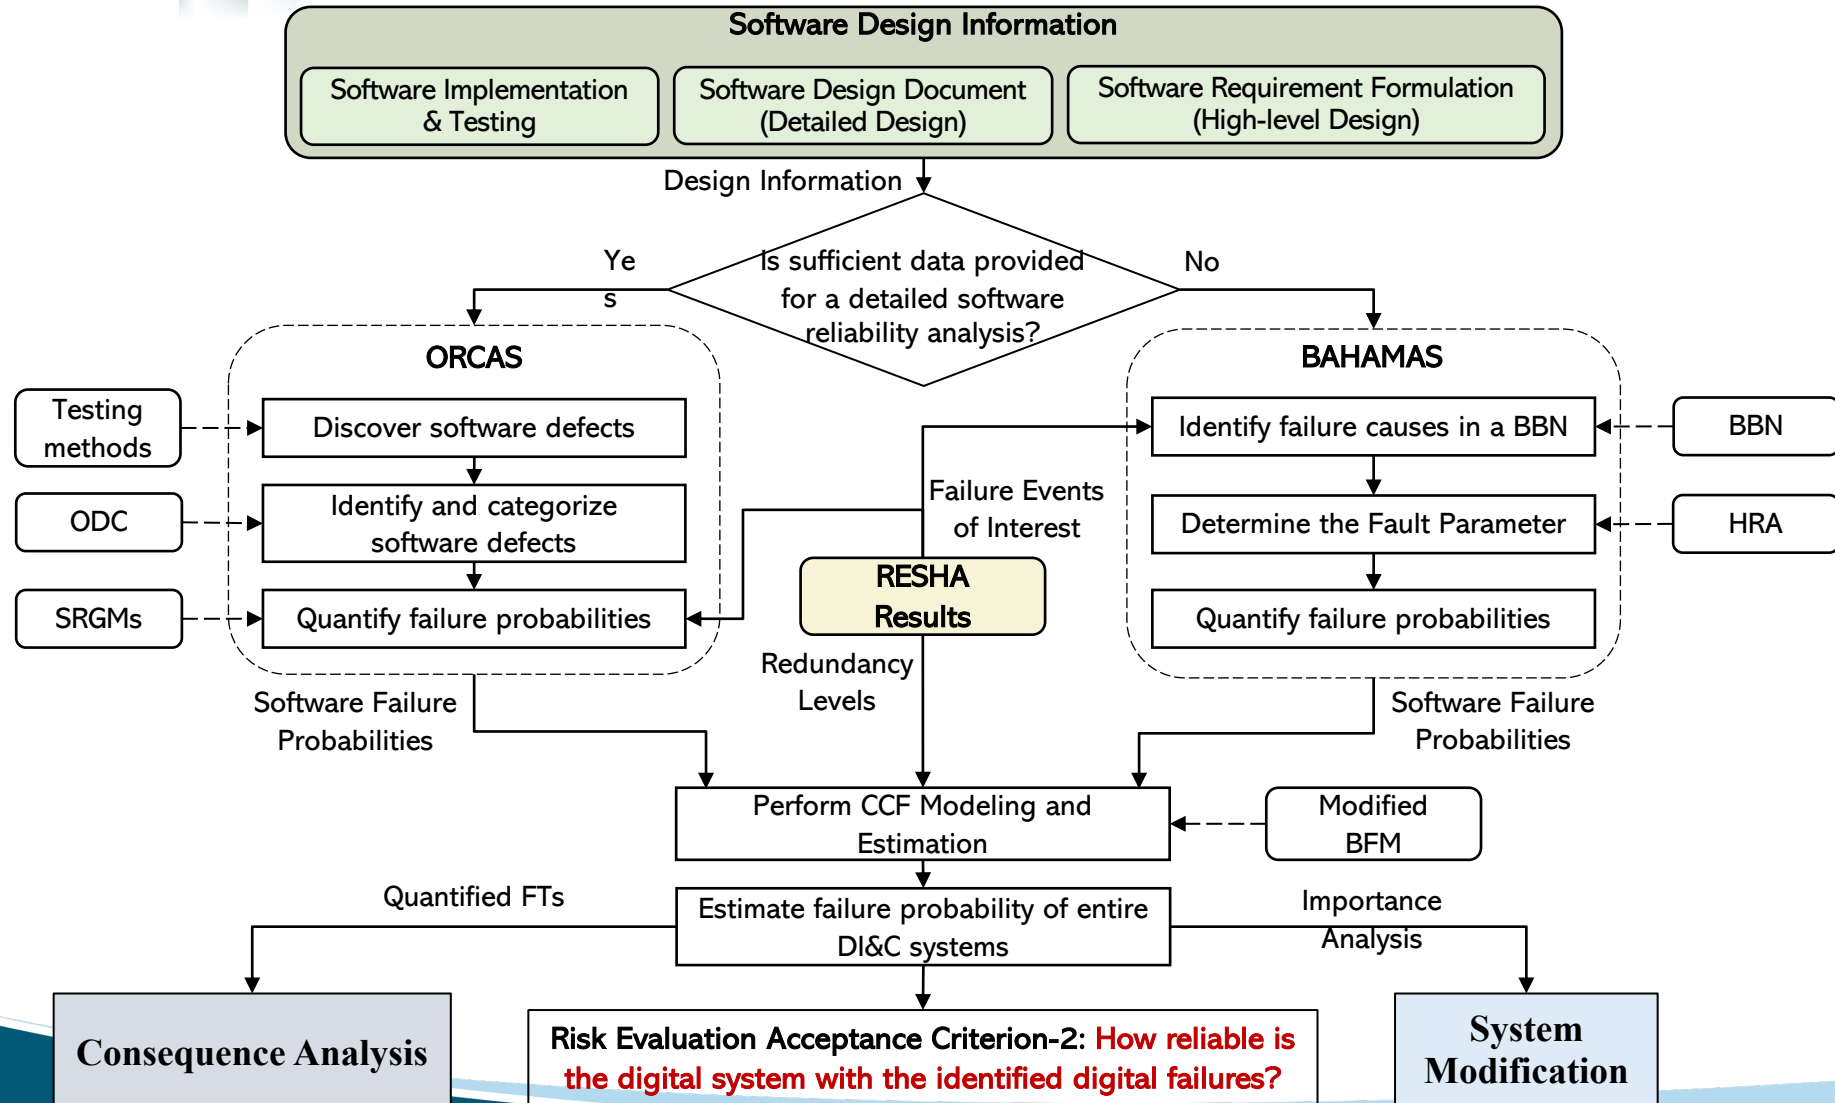 Software Design Information
Software Implementation
& Testing
Software Design Document
(Detailed Design)
Software Requirement Formulation
(High-level Design)
Design Information
Ye
s
Is sufficient data provided
for a detailed software
reliability analysis?
No
ORCAS
BAHAMAS
Testing
methods
Discover software defects
Identify failure causes in a BBN
BBN
ODC
Identify and categorize
software defects
Failure Events
of Interest
Determine the Fault Parameter
HRA
SRGMs
Quantify failure probabilities
RESHA
Results
Quantify failure probabilities
Redundancy
Levels
Software Failure
Probabilities
Software Failure
Probabilities
Perform CCF Modeling and
Estimation
Modified
BFM
Quantified FTs
Estimate failure probability of entire
DI&C systems
Importance
Analysis
Consequence Analysis
Risk Evaluation Acceptance Criterion-2: How reliable is
the digital system with the identified digital failures?
System
Modification